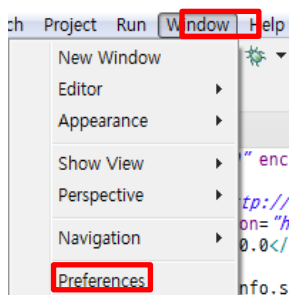 ch Project Run Window Help
New Window
Editor
Appearance
" enc
Show View
Perspective
tp://
on="h
0.0</
Navigation
Preferences
nfo.s